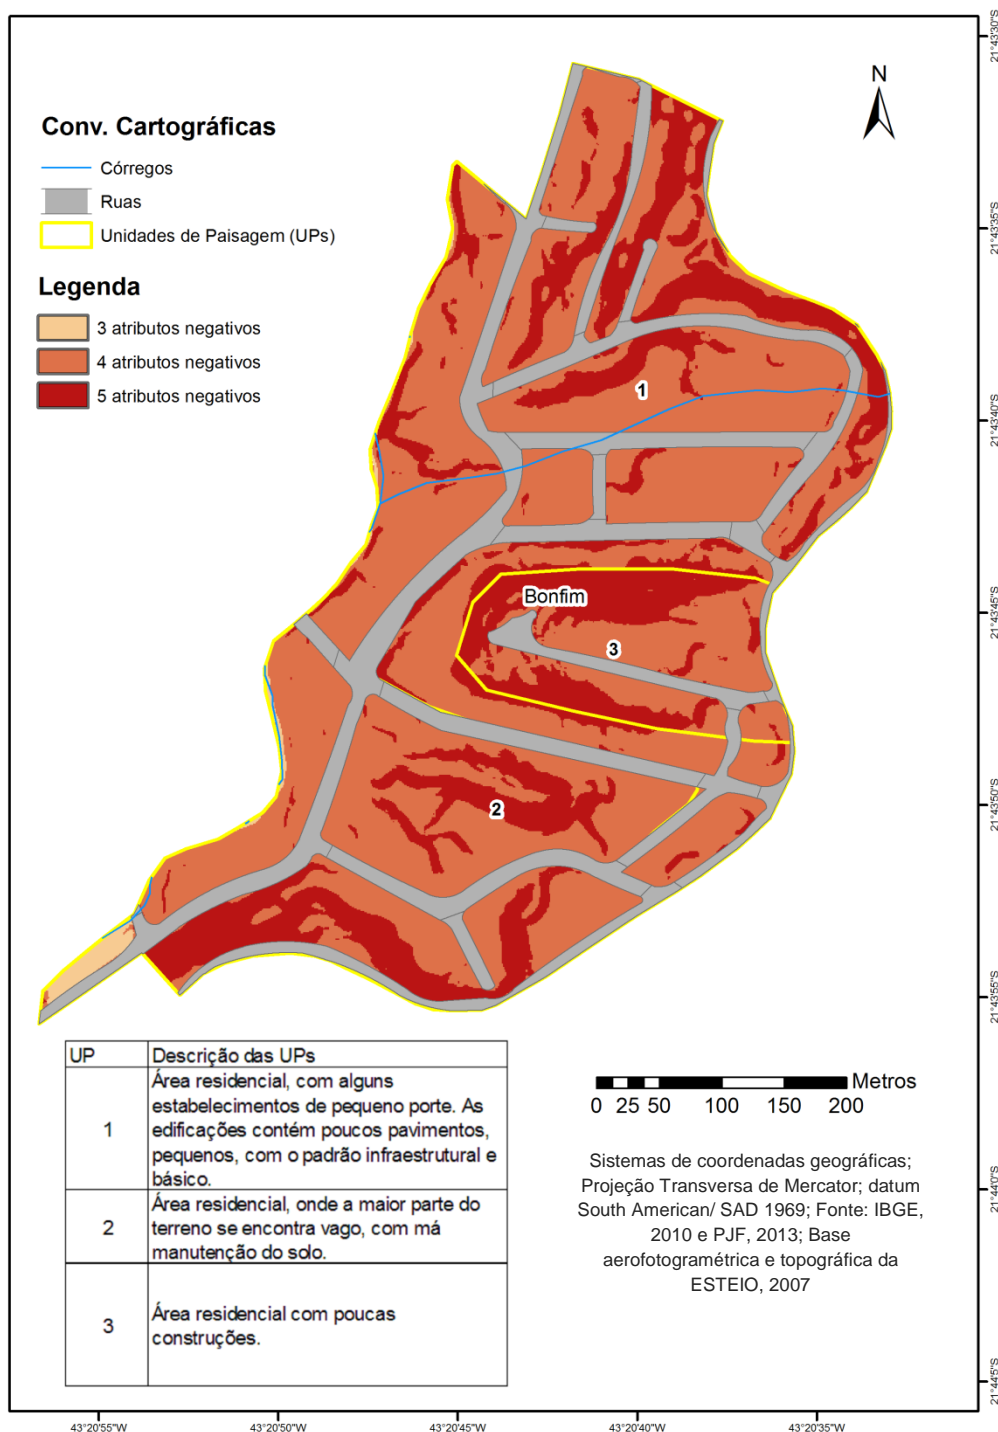 N
Conv. Cartográficas
Córregos
Ruas
Unidades de Paisagem (UPs)
Legenda
3 atributos negativos
4 atributos negativos
5 atributos negativos
1
Bonfim
3
2
21°43'30"S
21°43'35"S
21°43'40"S
21°43'45"S
21°43'50"S
21°43'55"S
21°44'0"S
21°44'5"S
UP
Descrição das UPs
1
Área residencial, com alguns
estabelecimentos de pequeno porte. As
edificações contém poucos pavimentos,
pequenos, com o padrão infraestrutural e
básico.
2
Área residencial, onde a maior parte do
terreno se encontra vago, com má
manutenção do solo.
3
Área residencial com poucas
construções.
Metros
0 25 50 100 150 200
Sistemas de coordenadas geográficas;
Projeção Transversa de Mercator; datum
South American/ SAD 1969; Fonte: IBGE,
2010 e PJF, 2013; Base
aerofotogramétrica e topográfica da
ESTEIO, 2007
43°20'55"W 43°20'50"W 43°20'45"W 43°20'40"W 43°20'35"W